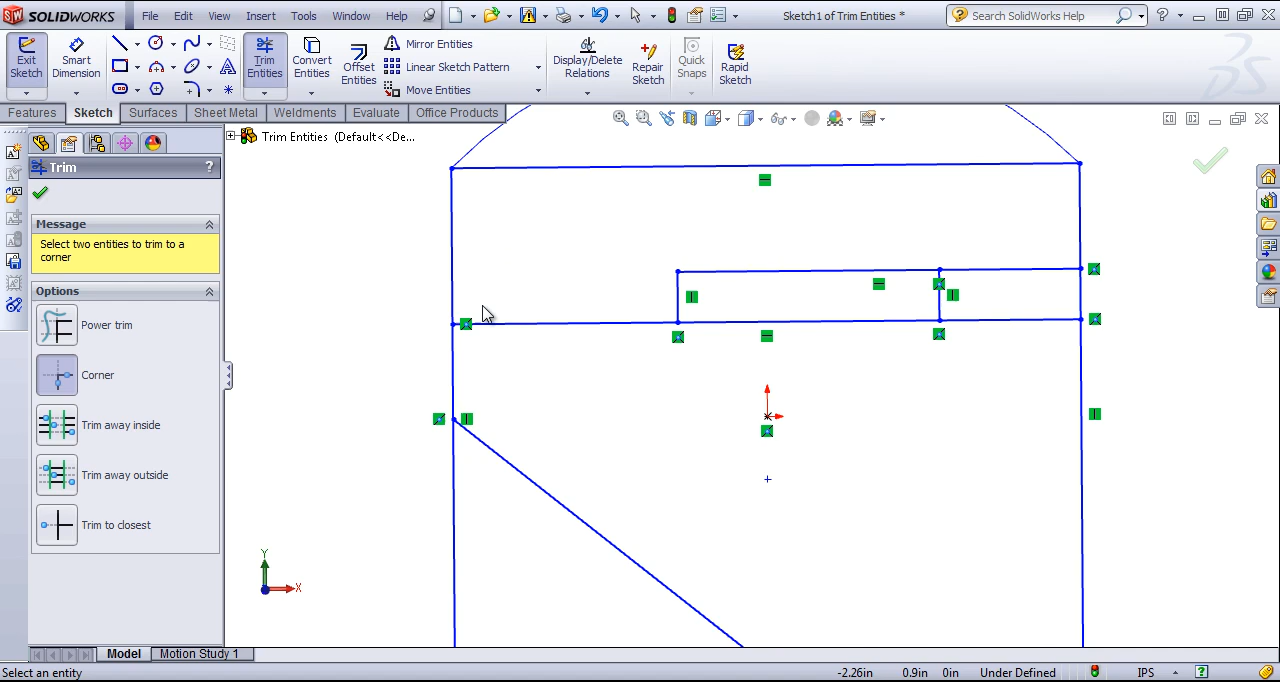 SOLIDWORKS File Edit View Insert Tools Window Help Sketch1 of Trim Entities * Search SolidWorks Help
Exit Sketch
Smart Dimension
Trim Entities
Convert Entities
Offset Entities
Mirror Entities
Linear Sketch Pattern
Move Entities
Display/Delete Relations
Repair Sketch
Quick Snaps
Rapid Sketch
Features Sketch Surfaces Sheet Metal Weldments Evaluate Office Products
Trim Entities (Default<<De...
Trim ?
Message
Select two entities to trim to a
corner
Options
Power trim
Corner
Trim away inside
Trim away outside
Trim to closest
Y
X
Model Motion Study 1
Select an entity -2.26in 0.9in 0in Under Defined IPS